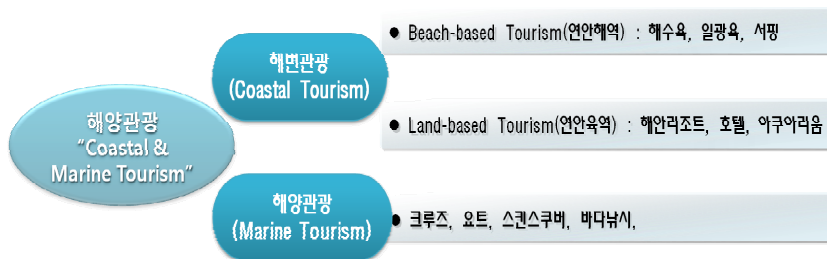 해양관광
"Coastal &
Marine Tourism"
해변관광
(Coastal Tourism)
● Beach-based Tourism(연안해역) : 해수욕, 일광욕, 서핑
● Land-based Tourism(연안육역) : 해안리조트, 호텔, 아쿠아리움
해양관광
(Marine Tourism)
● 크루즈, 요트, 스킨스쿠버, 바다낚시,